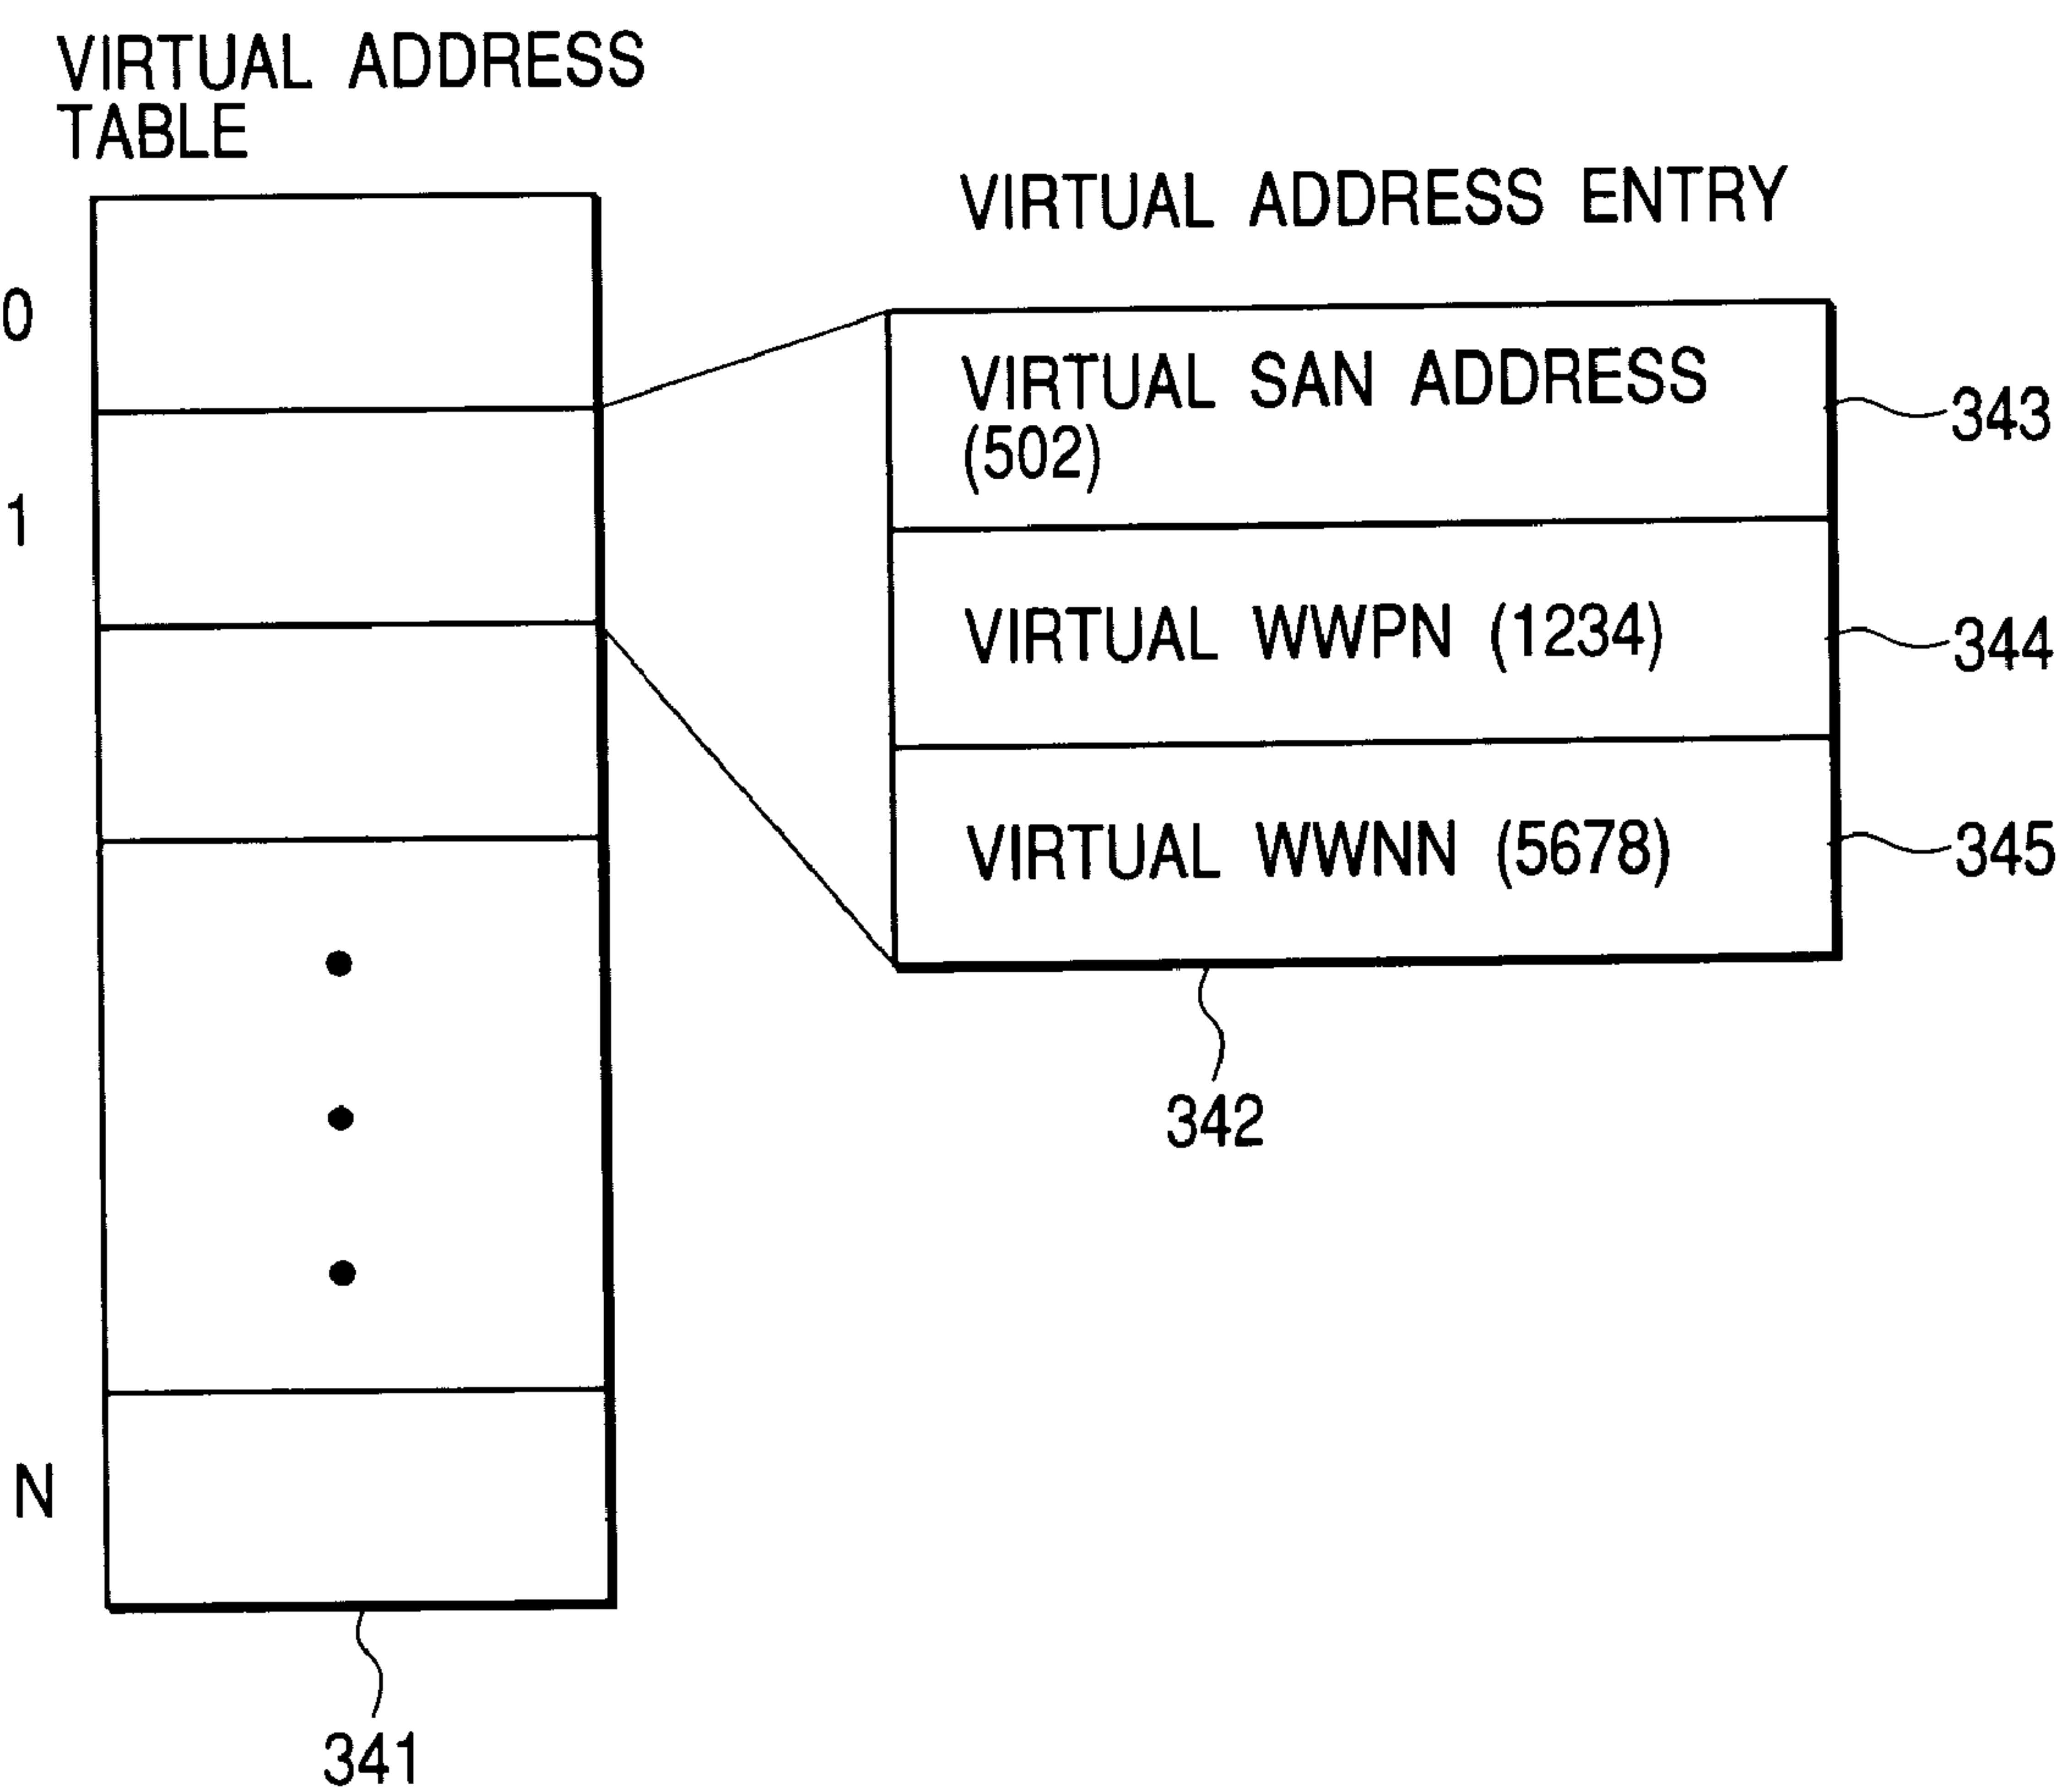 VIRTUAL ADDRESS
TABLE
0
1
N
341
VIRTUAL ADDRESS ENTRY
VIRTUAL SAN ADDRESS
(502)
343
VIRTUAL WWPN (1234)
344
VIRTUAL WWNN (5678)
345
342